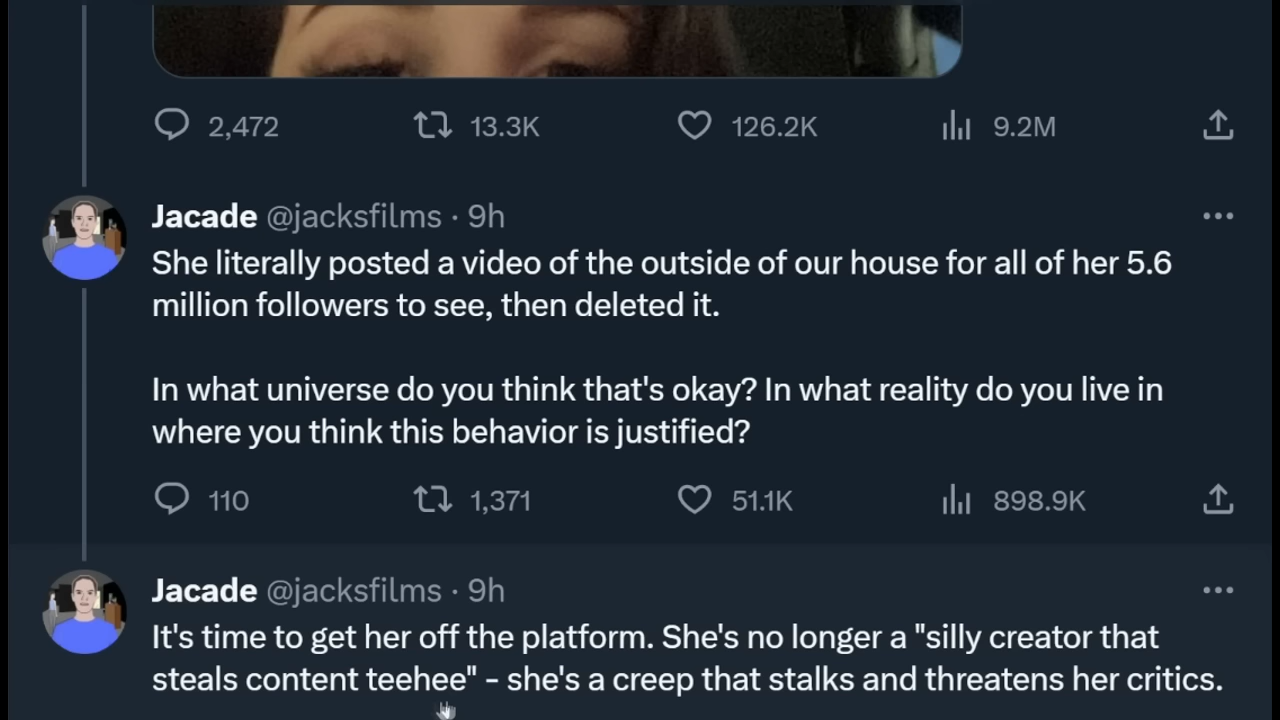 2,472 13.3K 126.2K 9.2M
Jacade @jacksfilms · 9h
She literally posted a video of the outside of our house for all of her 5.6
million followers to see, then deleted it.
In what universe do you think that's okay? In what reality do you live in
where you think this behavior is justified?
110 1,371 51.1K 898.9K
Jacade @jacksfilms · 9h
It's time to get her off the platform. She's no longer a "silly creator that
steals content teehee" - she's a creep that stalks and threatens her critics.